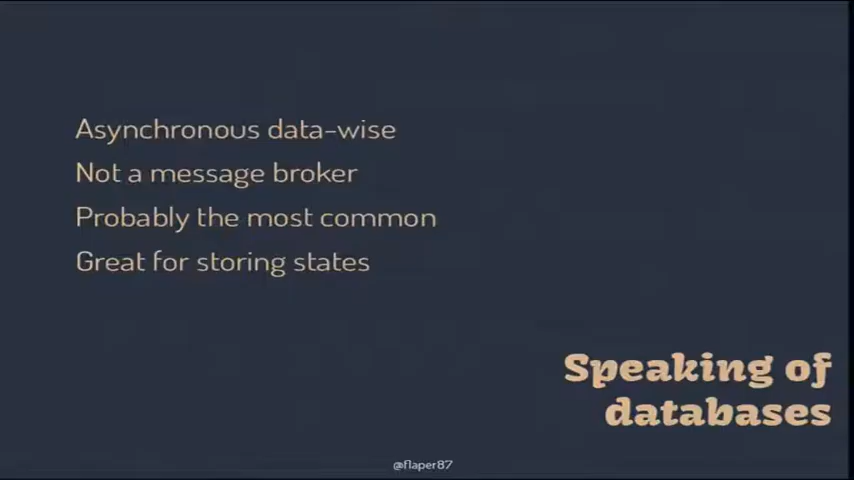 Asynchronous data-wise
Not a message broker
Probably the most common
Great for storing states
Speaking of
databases
@flaper87